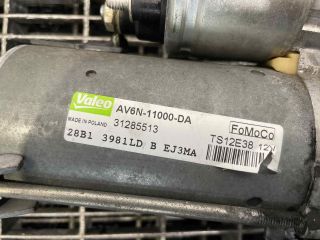 Valeo
AV6N-11000-DA
MADE IN POLAND
31285513
FoMoCo
TS12E38 12V
28B1 3981LD B EJ3MA